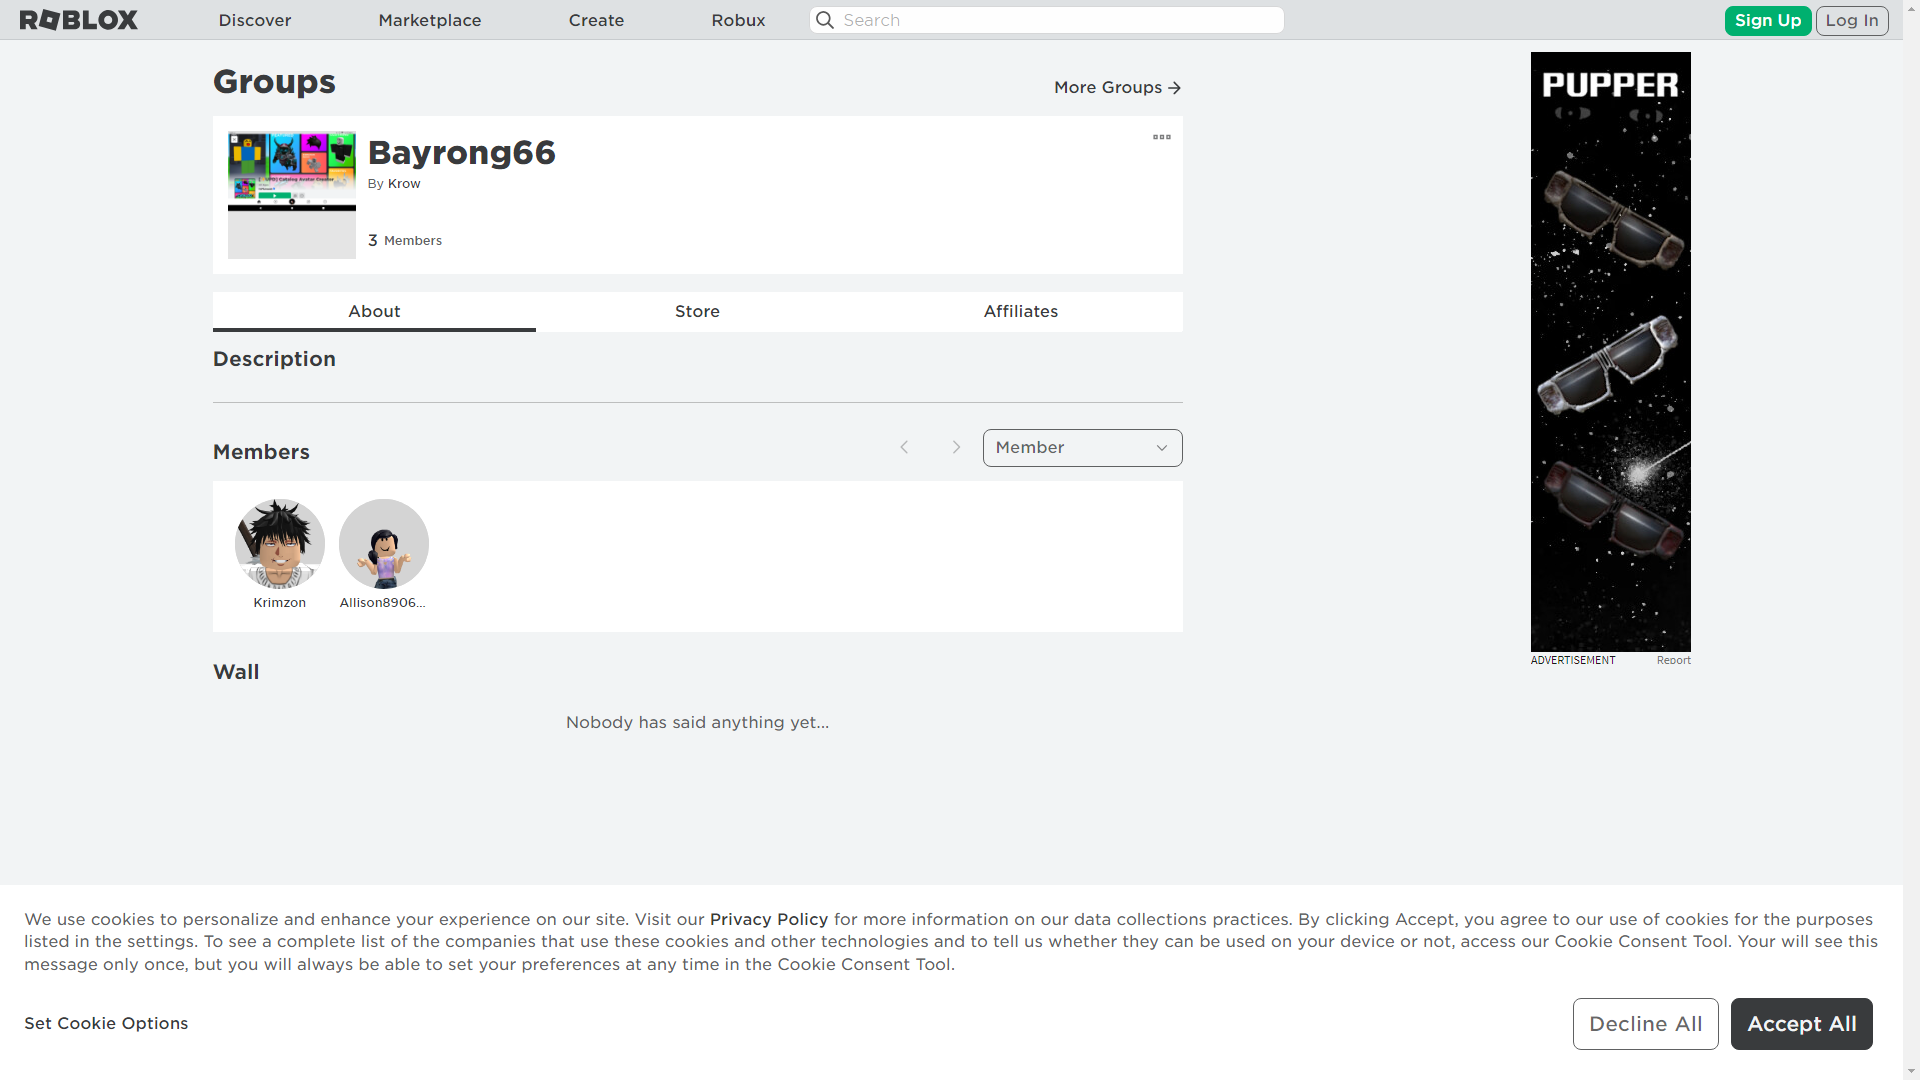 ROBLOX
Discover
Marketplace
Create
Robux
Search
Sign Up
Log In
Groups
More Groups
Bayrong66
By Krow
3 Members
About
Store
Affiliates
Description
Members
Member
Krimzon
Allison8906...
Wall
Nobody has said anything yet...
PUPPER
ADVERTISEMENT
Report
We use cookies to personalize and enhance your experience on our site. Visit our Privacy Policy for more information on our data collections practices. By clicking Accept, you agree to our use of cookies for the purposes
listed in the settings. To see a complete list of the companies that use these cookies and other technologies and to tell us whether they can be used on your device or not, access our Cookie Consent Tool. Your will see this
message only once, but you will always be able to set your preferences at any time in the Cookie Consent Tool.
Set Cookie Options
Decline All
Accept All